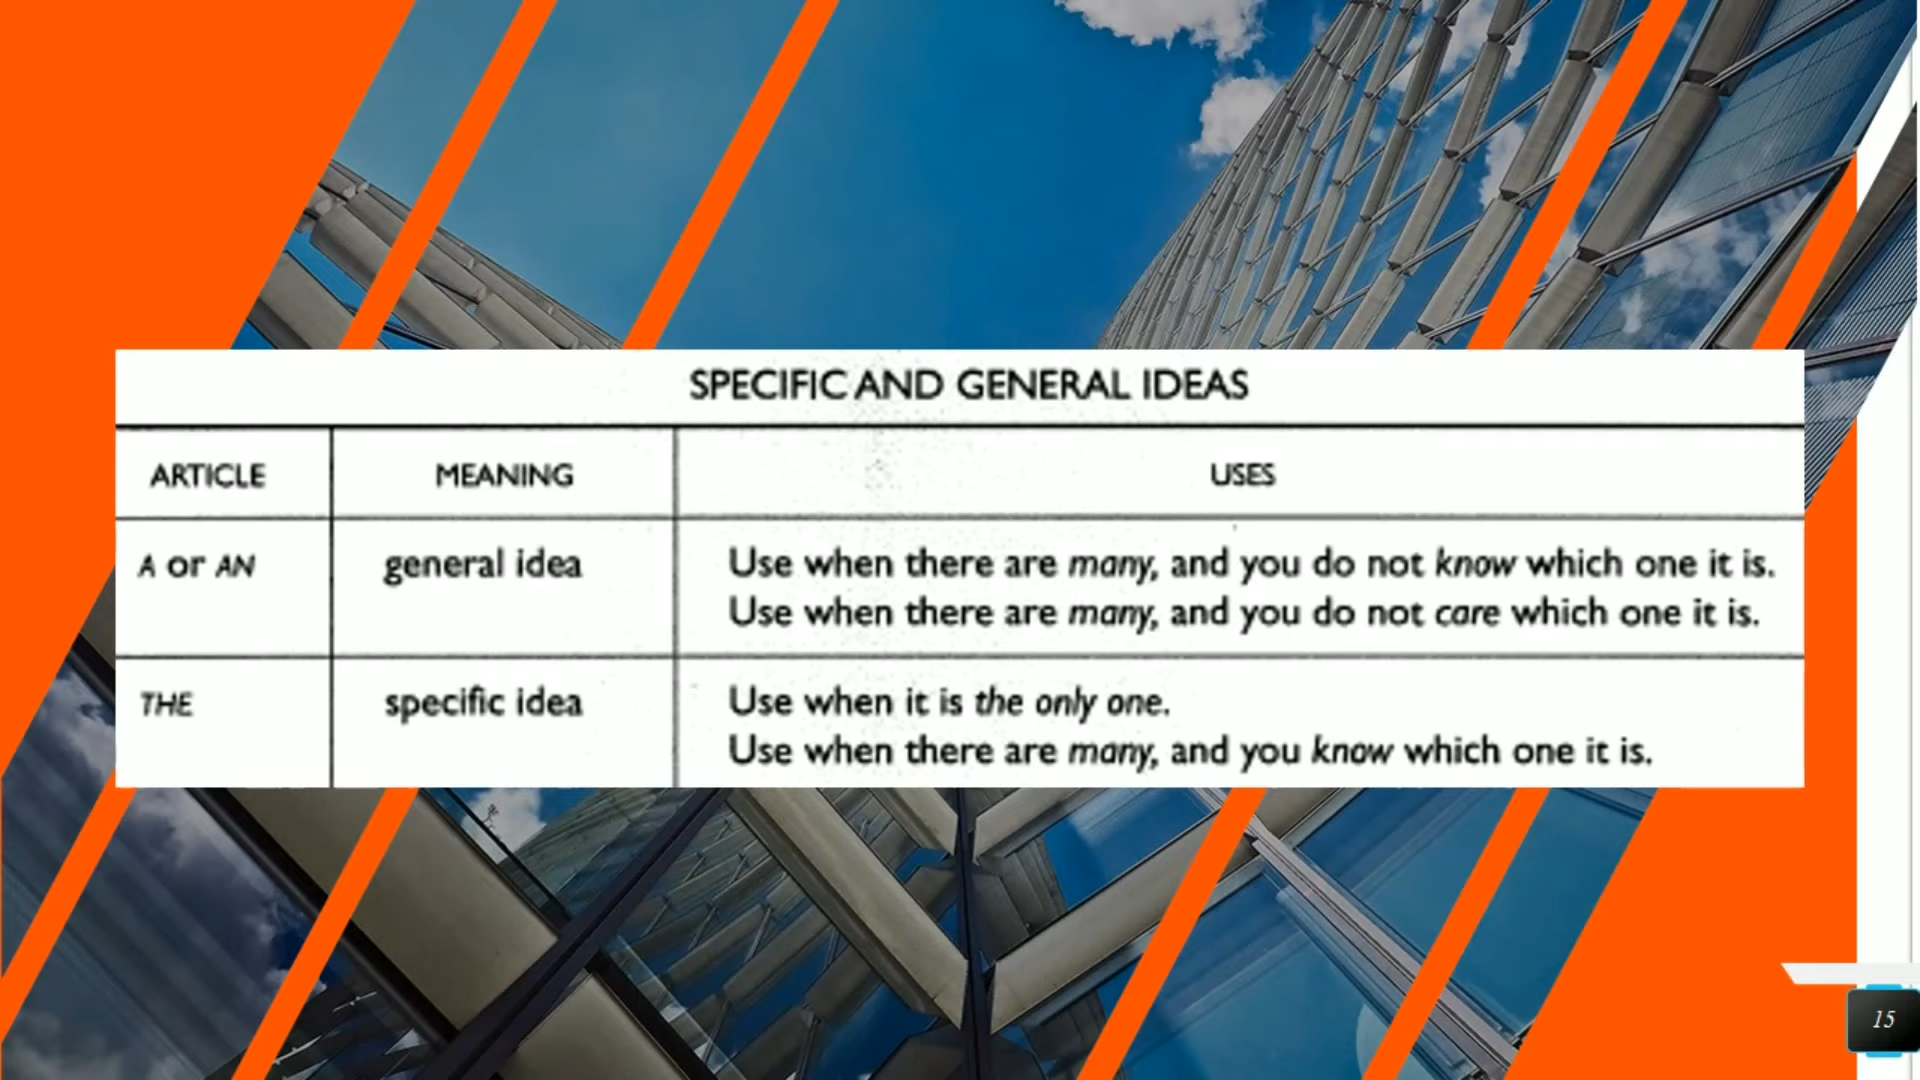 SPECIFIC AND GENERAL IDEAS
ARTICLE MEANING USES
A or AN general idea Use when there are many, and you do not know which one it is.
Use when there are many, and you do not care which one it is.
THE specific idea Use when it is the only one.
Use when there are many, and you know which one it is.
15